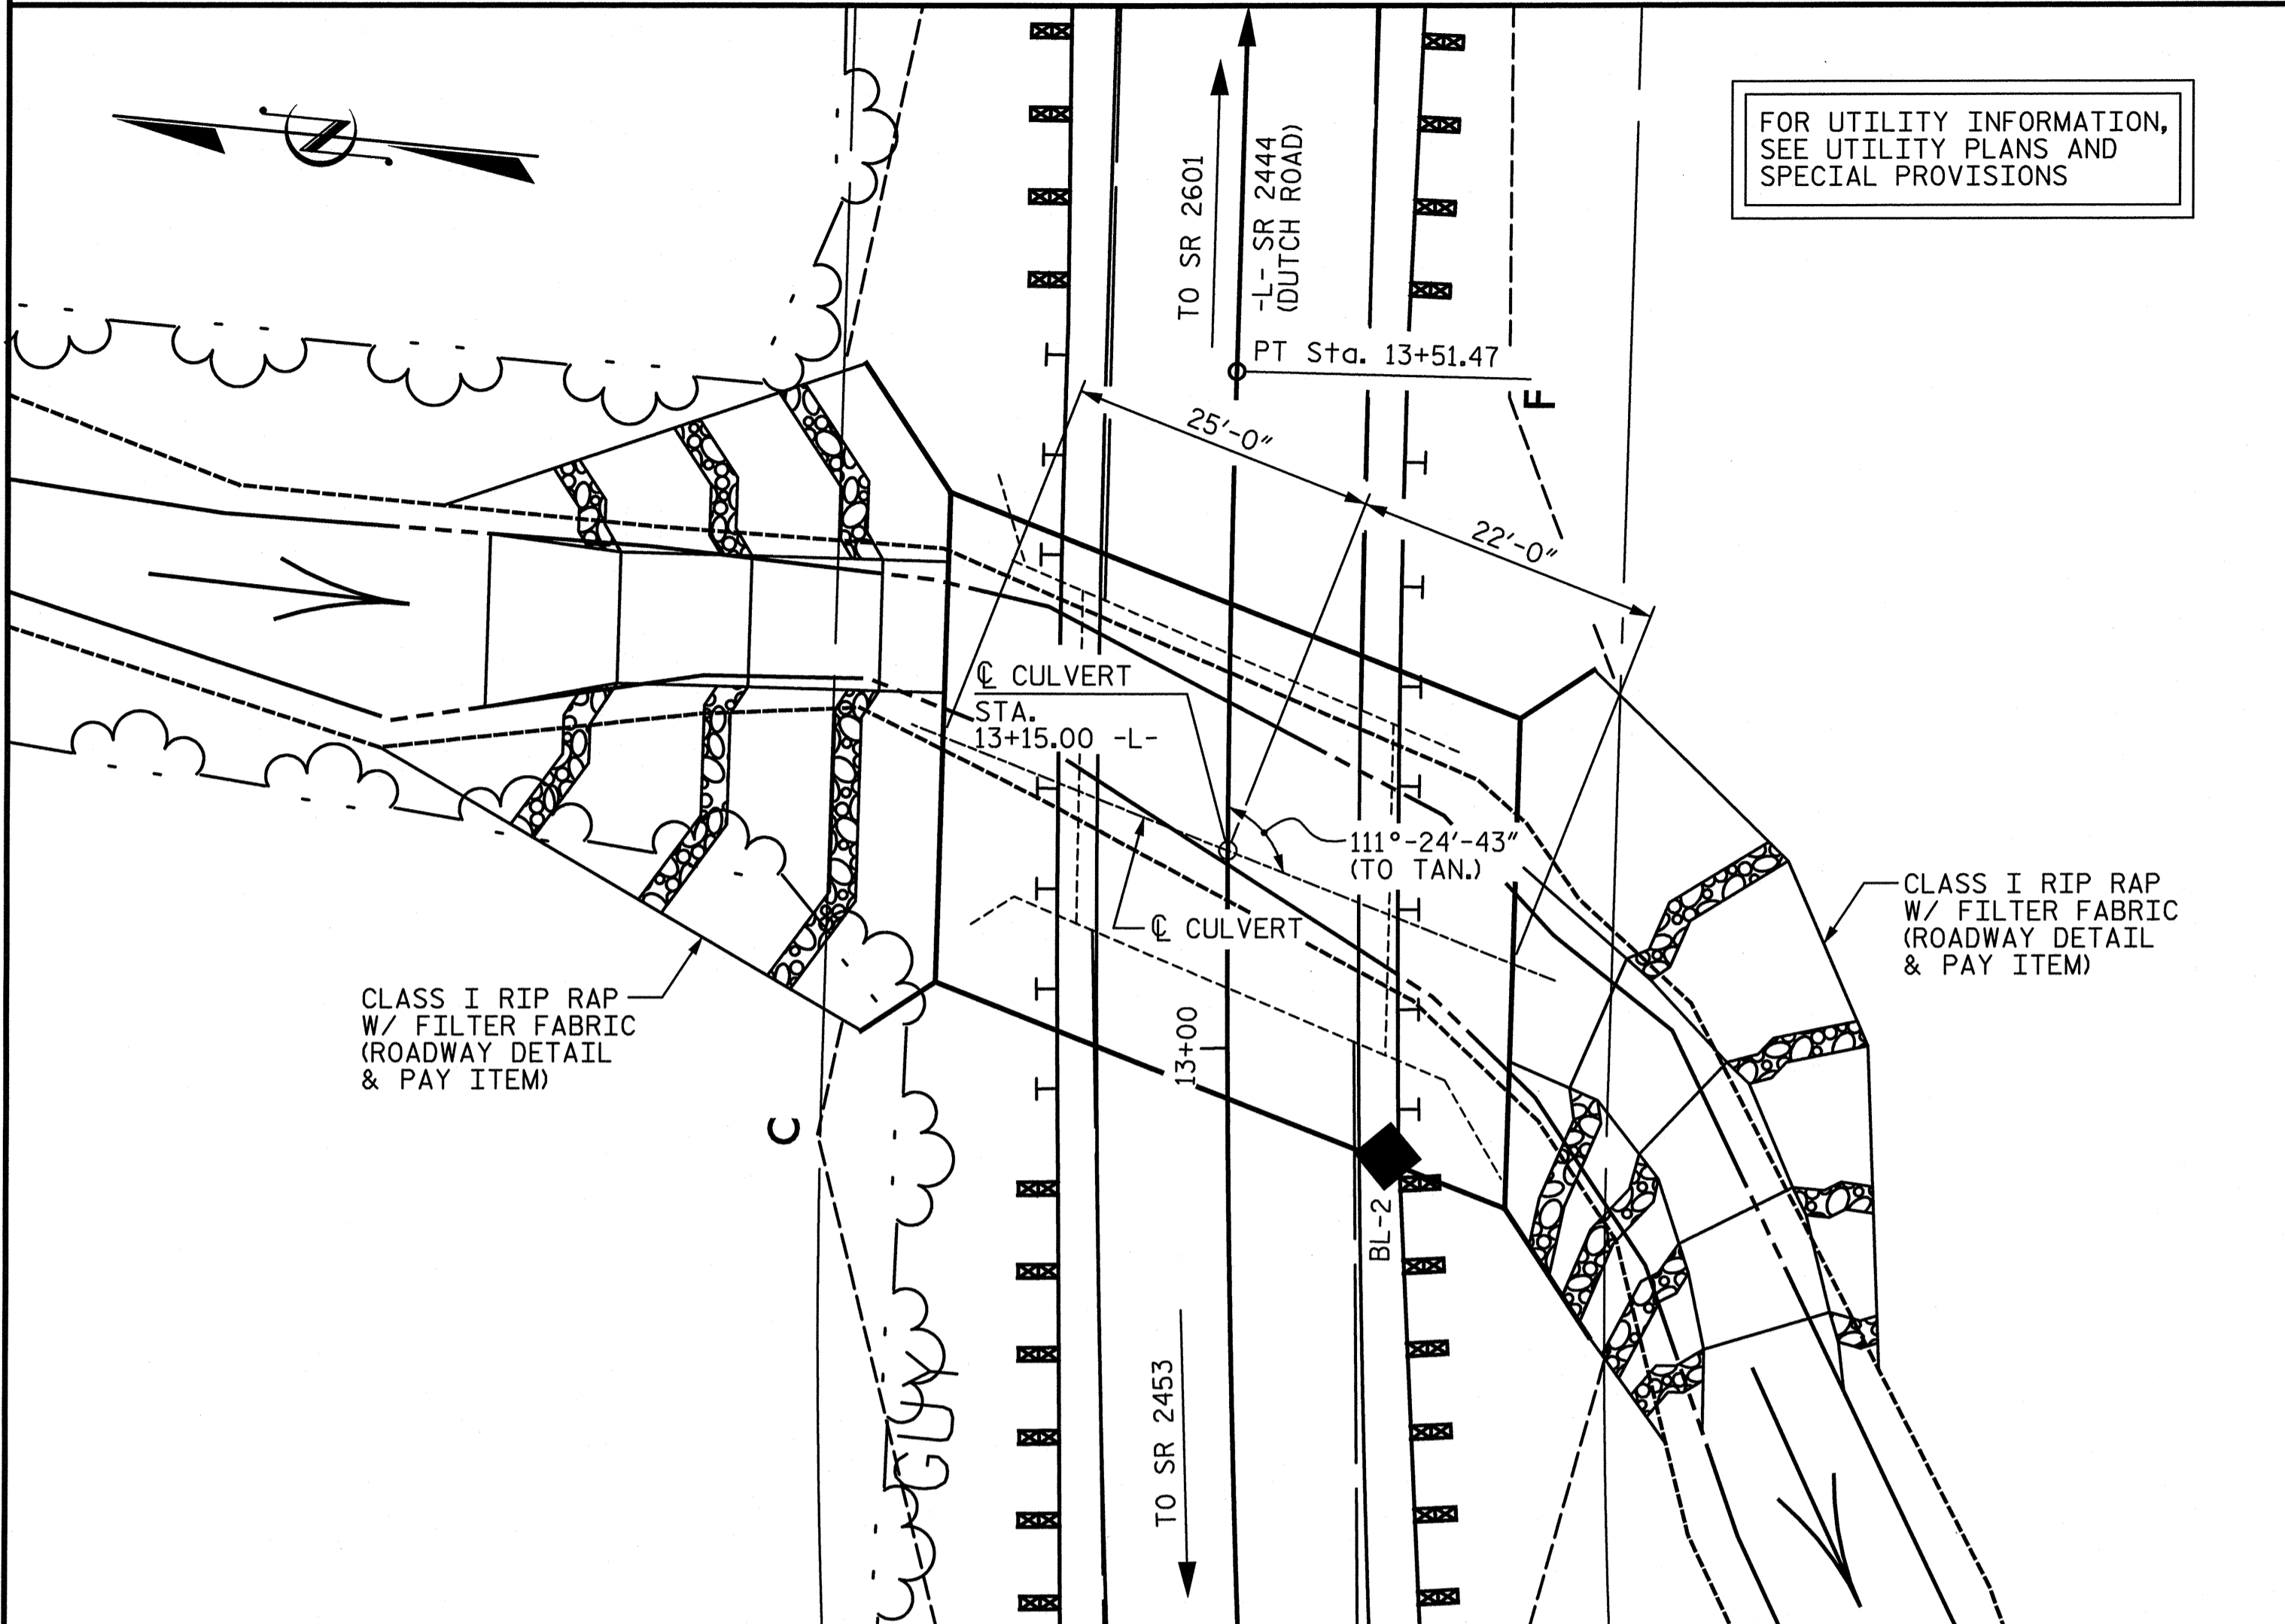 FOR UTILITY INFORMATION,
SEE UTILITY PLANS AND
SPECIAL PROVISIONS
TO SR 2601
-L- SR 2444
(DUTCH ROAD)
PT Sta. 13+51.47
F
25'-0"
22'-0"
℄ CULVERT
STA.
13+15.00 -L-
111°-24'-43"
(TO TAN.)
℄ CULVERT
CLASS I RIP RAP
W/ FILTER FABRIC
(ROADWAY DETAIL
& PAY ITEM)
CLASS I RIP RAP
W/ FILTER FABRIC
(ROADWAY DETAIL
& PAY ITEM)
13+00
C
BL-2
GUY
TO SR 2453